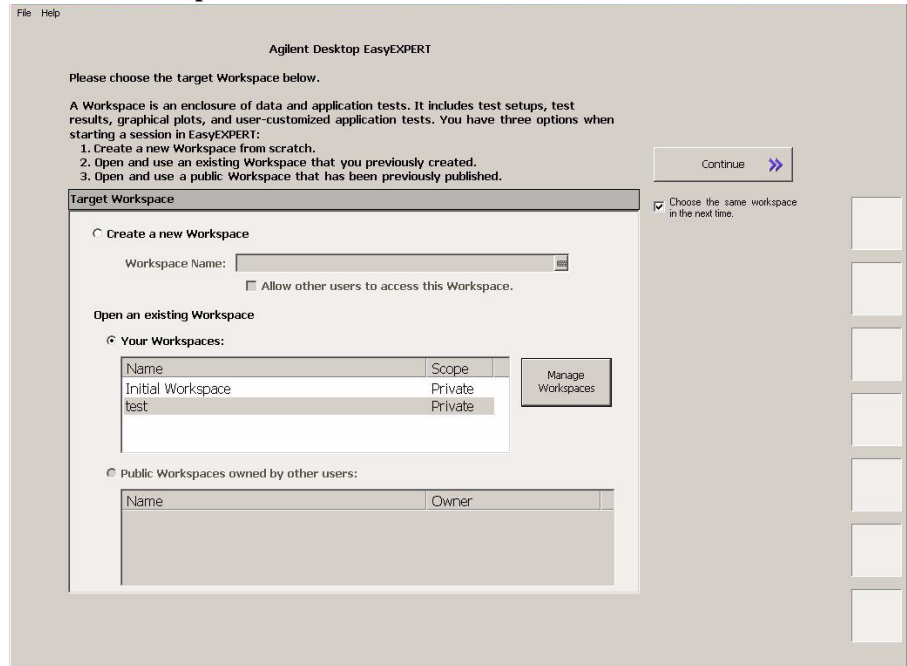 File Help
Agilent Desktop EasyEXPERT
Please choose the target Workspace below.
A Workspace is an enclosure of data and application tests. It includes test setups, test
results, graphical plots, and user-customized application tests. You have three options when
starting a session in EasyEXPERT:
1. Create a new Workspace from scratch.
2. Open and use an existing Workspace that you previously created.
3. Open and use a public Workspace that has been previously published.
Continue
Choose the same workspace
in the next time.
Target Workspace
Create a new Workspace
Workspace Name:
Allow other users to access this Workspace.
Open an existing Workspace
Your Workspaces:
Name Scope
Initial Workspace Private
test Private
Manage
Workspaces
Public Workspaces owned by other users:
Name Owner